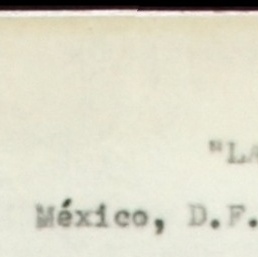 "LA
México, D.F.